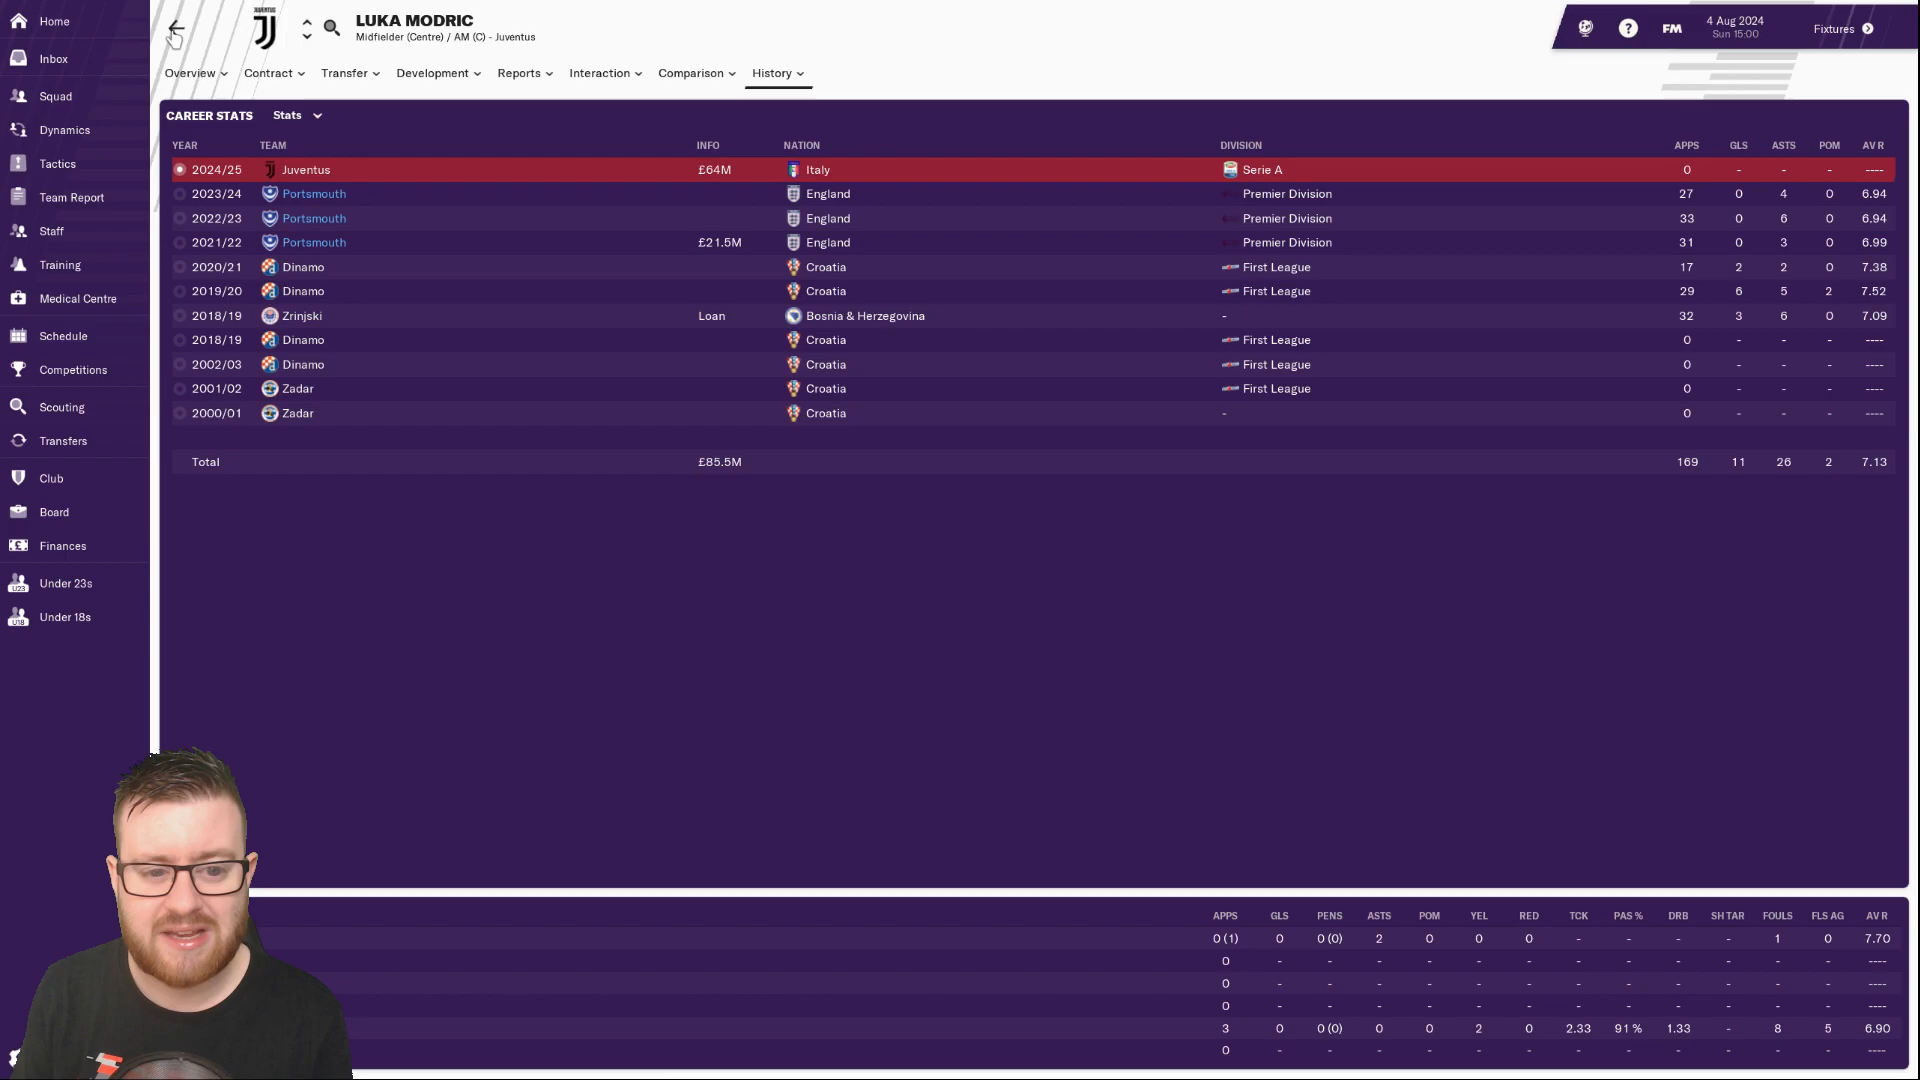 Home
Inbox
Squad
Dynamics
Tactics
Team Report
Staff
Training
Medical Centre
Schedule
Competitions
Scouting
Transfers
Club
Board
Finances
U23 Under 23s
U18 Under 18s
JUVENTUS
LUKA MODRIC
Midfielder (Centre) / AM (C) - Juventus
? FM 4 Aug 2024 Fixtures
Sun 15:00
Overview Contract Transfer Development Reports Interaction Comparison History
CAREER STATS Stats
YEAR TEAM INFO NATION DIVISION APPS GLS ASTS POM AV R
2024/25 Juventus £64M Italy Serie A 0 - - - ----
2023/24 Portsmouth England Premier Division 27 0 4 0 6.94
2022/23 Portsmouth England Premier Division 33 0 6 0 6.94
2021/22 Portsmouth £21.5M England Premier Division 31 0 3 0 6.99
2020/21 Dinamo Croatia First League 17 2 2 0 7.38
2019/20 Dinamo Croatia First League 29 6 5 2 7.52
2018/19 Zrinjski Loan Bosnia & Herzegovina - 32 3 6 0 7.09
2018/19 Dinamo Croatia First League 0 - - - ----
2002/03 Dinamo Croatia First League 0 - - - ----
2001/02 Zadar Croatia First League 0 - - - ----
2000/01 Zadar Croatia - 0 - - - ----
Total £85.5M 169 11 26 2 7.13
APPS GLS PENS ASTS POM YEL RED TCK PAS % DRB SH TAR FOULS FLS AG AV R
0 (1) 0 0 (0) 2 0 0 0 - - - - 1 0 7.70
0 - - - - - - - - - - - - ----
0 - - - - - - - - - - - - ----
0 - - - - - - - - - - - - ----
3 0 0 (0) 0 0 2 0 2.33 91 % 1.33 - 8 5 6.90
0 - - - - - - - - - - - - ----